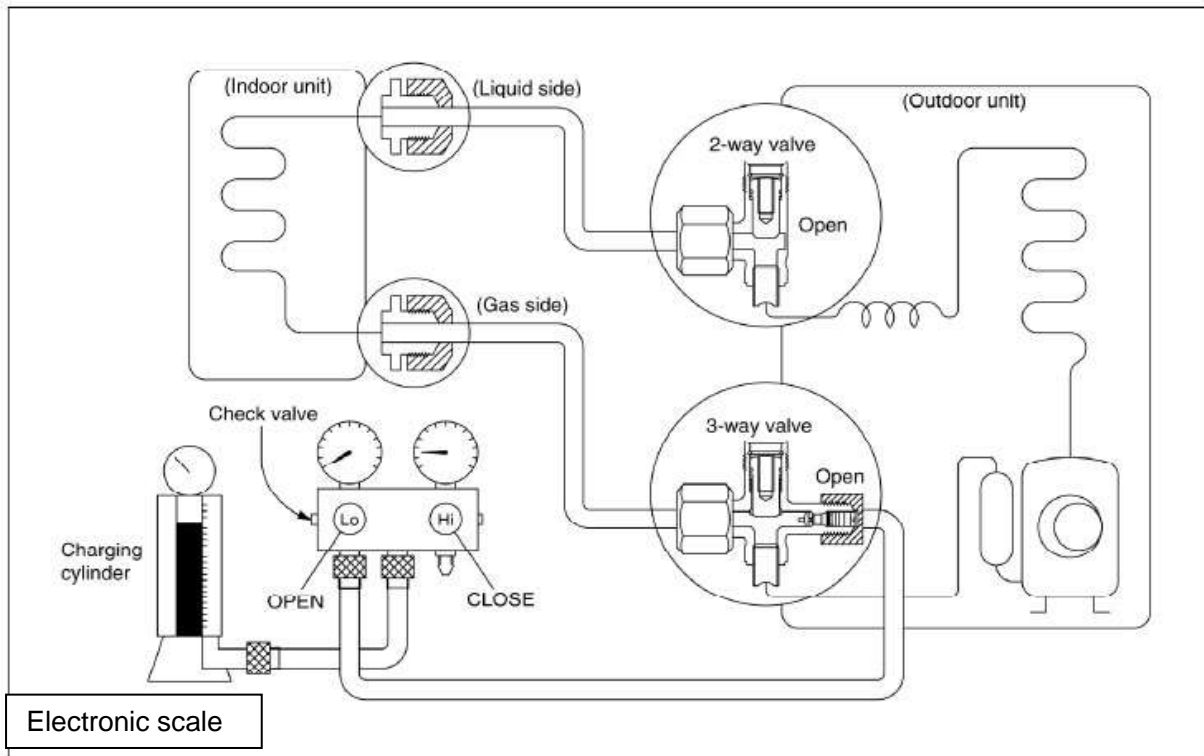 (Indoor unit)
(Liquid side)
(Outdoor unit)
2-way valve
Open
(Gas side)
Check valve
3-way valve
Open
Lo
Hi
Charging
cylinder
OPEN
CLOSE
Electronic scale